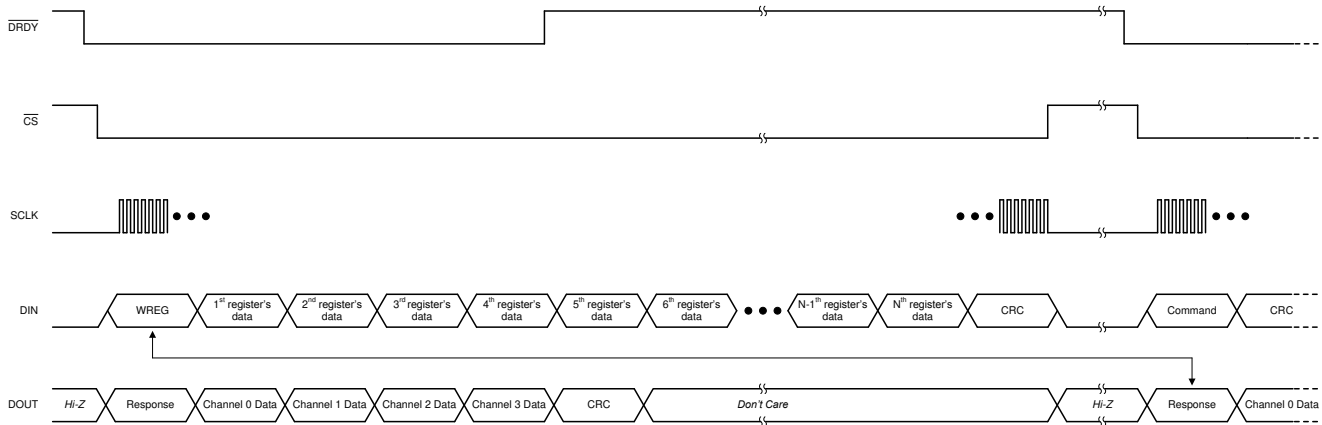 DRDY
CS
SCLK
DIN
WREG
1st register's
data
2nd register's
data
3rd register's
data
4th register's
data
5th register's
data
6th register's
data
N-1th register's
data
Nth register's
data
CRC
Command
CRC
DOUT
Hi-Z
Response
Channel 0 Data
Channel 1 Data
Channel 2 Data
Channel 3 Data
CRC
Don't Care
Hi-Z
Response
Channel 0 Data